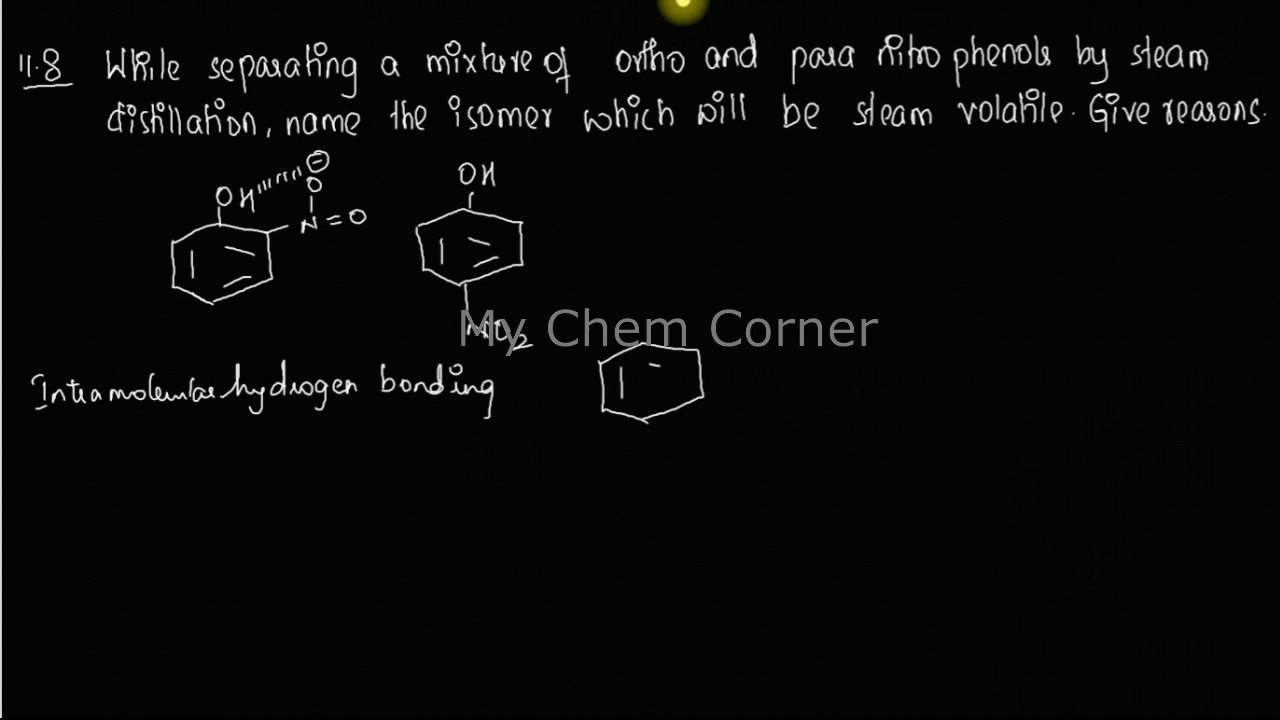 11.8 While separating a mixture of ortho and para nitro phenols by steam
distillation, name the isomer which will be steam volatile. Give reasons.
OH O ⊖ N=O
OH
NO2
My Chem Corner
Intramolecular hydrogen bonding